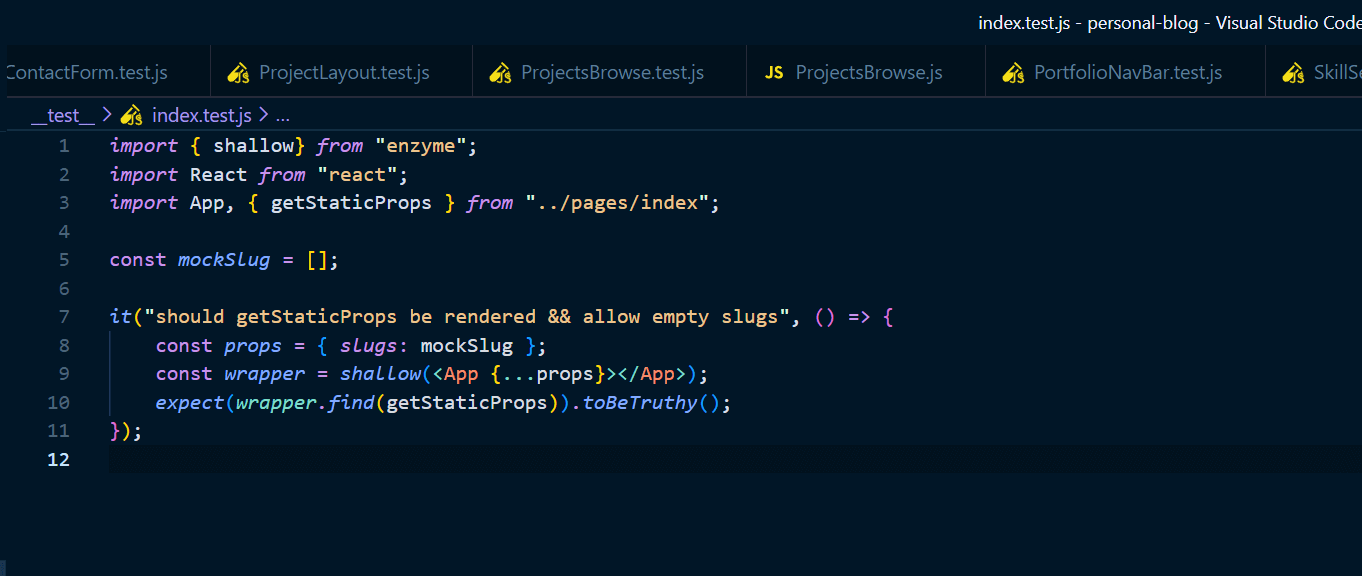 index.test.js - personal-blog - Visual Studio Code
ContactForm.test.js ProjectLayout.test.js ProjectsBrowse.test.js JS ProjectsBrowse.js PortfolioNavBar.test.js
__test__ > index.test.js > ...
1 import { shallow} from "enzyme";
2 import React from "react";
3 import App, { getStaticProps } from "../pages/index";
4
5 const mockSlug = [];
6
7 it("should getStaticProps be rendered && allow empty slugs", () => {
8 const props = { slugs: mockSlug };
9 const wrapper = shallow(<App {...props}></App>);
10 expect(wrapper.find(getStaticProps)).toBeTruthy();
11 });
12